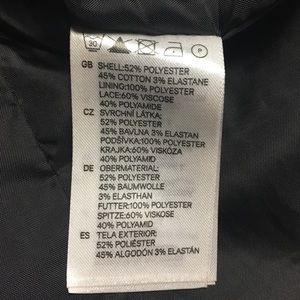 30 P
GB SHELL:52% POLYESTER
45% COTTON 3% ELASTANE
LINING:100% POLYESTER
LACE:60% VISCOSE
40% POLYAMIDE
CZ SVRCHNÍ LÁTKA:
52% POLYESTER
45% BAVLNA 3% ELASTAN
PODŠÍVKA:100% POLYESTER
KRAJKA:60% VISKÓZA
40% POLYAMID
DE OBERMATERIAL:
52% POLYESTER
45% BAUMWOLLE
3% ELASTHAN
FUTTER:100% POLYESTER
SPITZE:60% VISKOSE
40% POLYAMID
ES TELA EXTERIOR:
52% POLIÉSTER
45% ALGODÓN 3% ELASTÁN